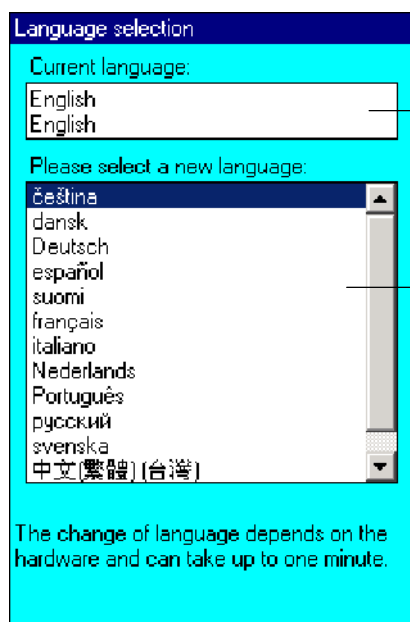 Language selection
Current language:
English
English
Please select a new language:
čeština
dansk
Deutsch
español
suomi
français
italiano
Nederlands
Português
русский
svenska
中文(繁體) (台灣)
The change of language depends on the
hardware and can take up to one minute.